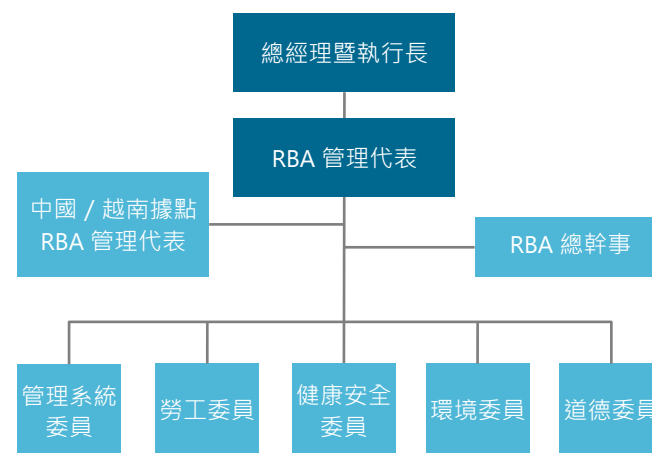 總經理暨執行長
RBA 管理代表
中國 / 越南據點
RBA 管理代表
RBA 總幹事
管理系統
委員
勞工委員
健康安全
委員
環境委員
道德委員